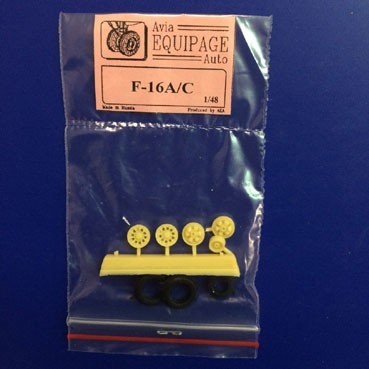 Avia
EQUIPAGE
Auto
F-16A/C
1/48
Made in Russia
Produced by AEA